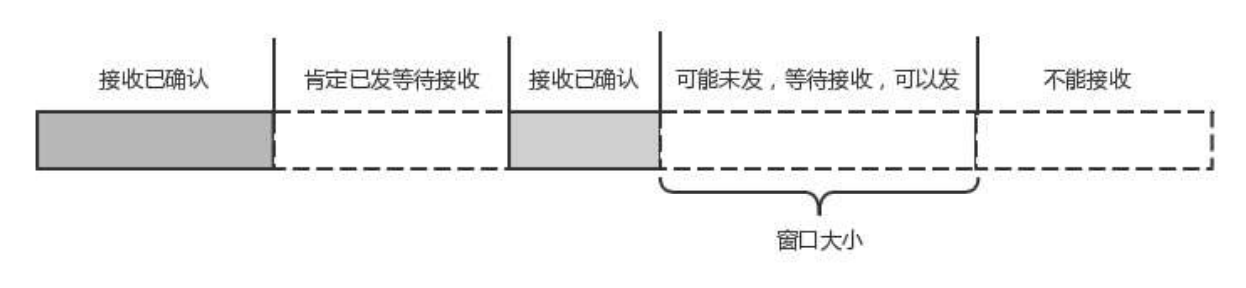 接收已确认
肯定已发等待接收
接收已确认
可能未发，等待接收，可以发
不能接收
窗口大小